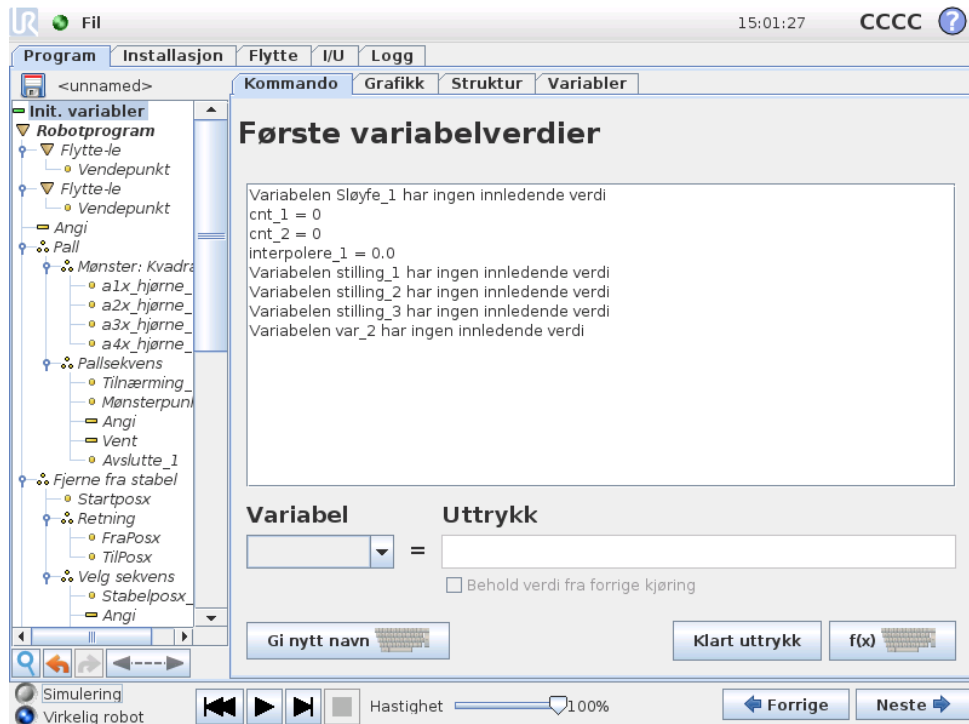 UR Fil 15:01:27 CCCC ?
Program Installasjon Flytte I/U Logg
<unnamed>
Kommando Grafikk Struktur Variabler
Init. variabler
Robotprogram
Flytte-le
Vendepunkt
Flytte-le
Vendepunkt
Angi
Pall
Mønster: Kvadra
a1x_hjørne_
a2x_hjørne_
a3x_hjørne_
a4x_hjørne_
Pallsekvens
Tilnærming_
Mønsterpun
Angi
Vent
Avslutte_1
Fjerne fra stabel
Startposx
Retning
FraPosx
TilPosx
Velg sekvens
Stabelposx_
Angi
Første variabelverdier
Variabelen Sløyfe_1 har ingen innledende verdi
cnt_1 = 0
cnt_2 = 0
interpolere_1 = 0.0
Variabelen stilling_1 har ingen innledende verdi
Variabelen stilling_2 har ingen innledende verdi
Variabelen stilling_3 har ingen innledende verdi
Variabelen var_2 har ingen innledende verdi
Variabel Uttrykk
=
Behold verdi fra forrige kjøring
Gi nytt navn Klart uttrykk f(x)
Simulering
Virkelig robot
Hastighet 100% Forrige Neste